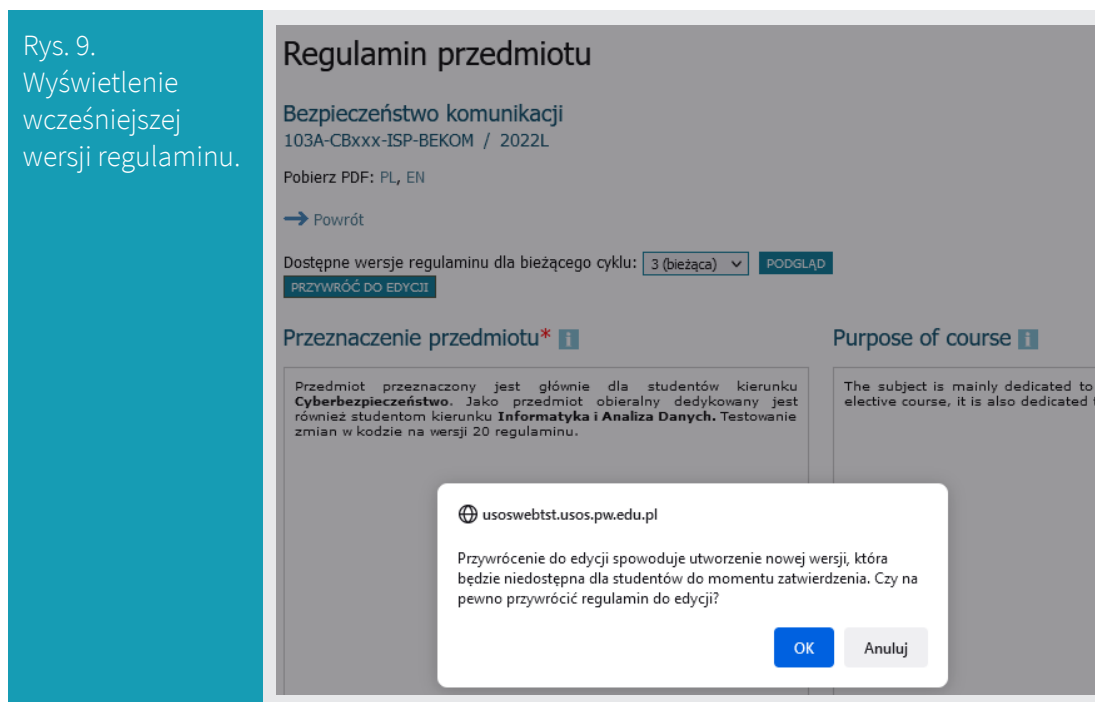 Rys. 9.
Wyświetlenie
wcześniejszej
wersji regulaminu.
Regulamin przedmiotu
Bezpieczeństwo komunikacji
103A-CBxxx-ISP-BEKOM / 2022L
Pobierz PDF: PL, EN
Powrót
Dostępne wersje regulaminu dla bieżącego cyklu: 3 (bieżąca) PODGLĄD
PRZYWRÓĆ DO EDYCJI
Przeznaczenie przedmiotu* i
Przedmiot przeznaczony jest głównie dla studentów kierunku
Cyberbezpieczeństwo. Jako przedmiot obieralny dedykowany jest
również studentom kierunku Informatyka i Analiza Danych. Testowanie
zmian w kodzie na wersji 20 regulaminu.
Purpose of course i
The subject is mainly dedicated to
elective course, it is also dedicated
usoswebtst.usos.pw.edu.pl
Przywrócenie do edycji spowoduje utworzenie nowej wersji, która
będzie niedostępna dla studentów do momentu zatwierdzenia. Czy na
pewno przywrócić regulamin do edycji?
OK Anuluj